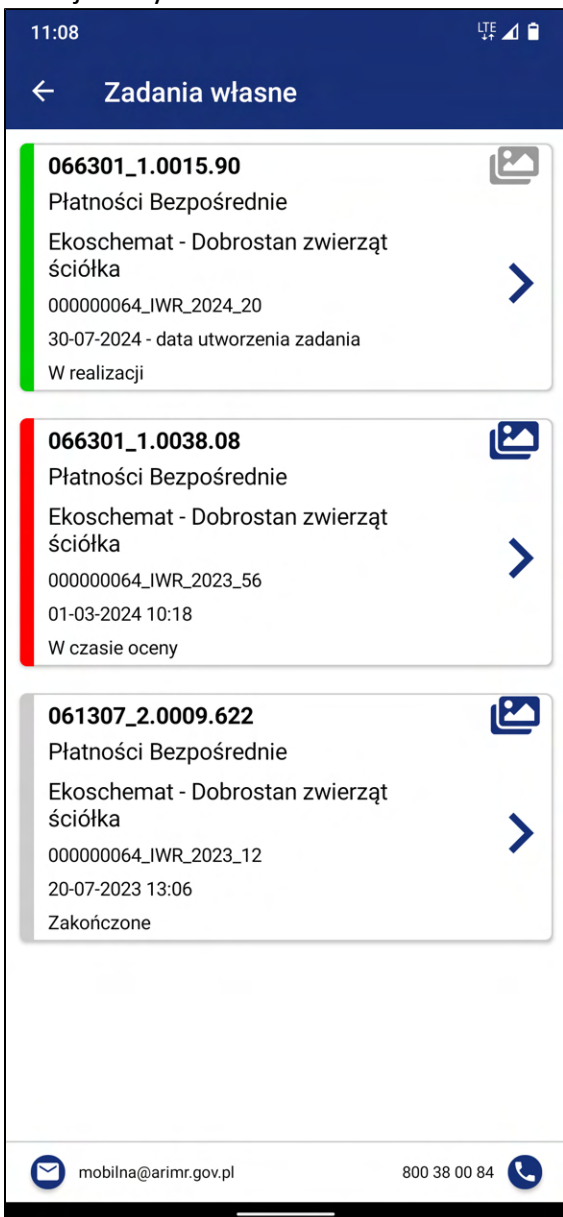 11:08
LTE
Zadania własne
066301_1.0015.90
Płatności Bezpośrednie
Ekoschemat - Dobrostan zwierząt
ściółka
000000064_IWR_2024_20
30-07-2024 - data utworzenia zadania
W realizacji
066301_1.0038.08
Płatności Bezpośrednie
Ekoschemat - Dobrostan zwierząt
ściółka
000000064_IWR_2023_56
01-03-2024 10:18
W czasie oceny
061307_2.0009.622
Płatności Bezpośrednie
Ekoschemat - Dobrostan zwierząt
ściółka
000000064_IWR_2023_12
20-07-2023 13:06
Zakończone
mobilna@arimr.gov.pl
800 38 00 84